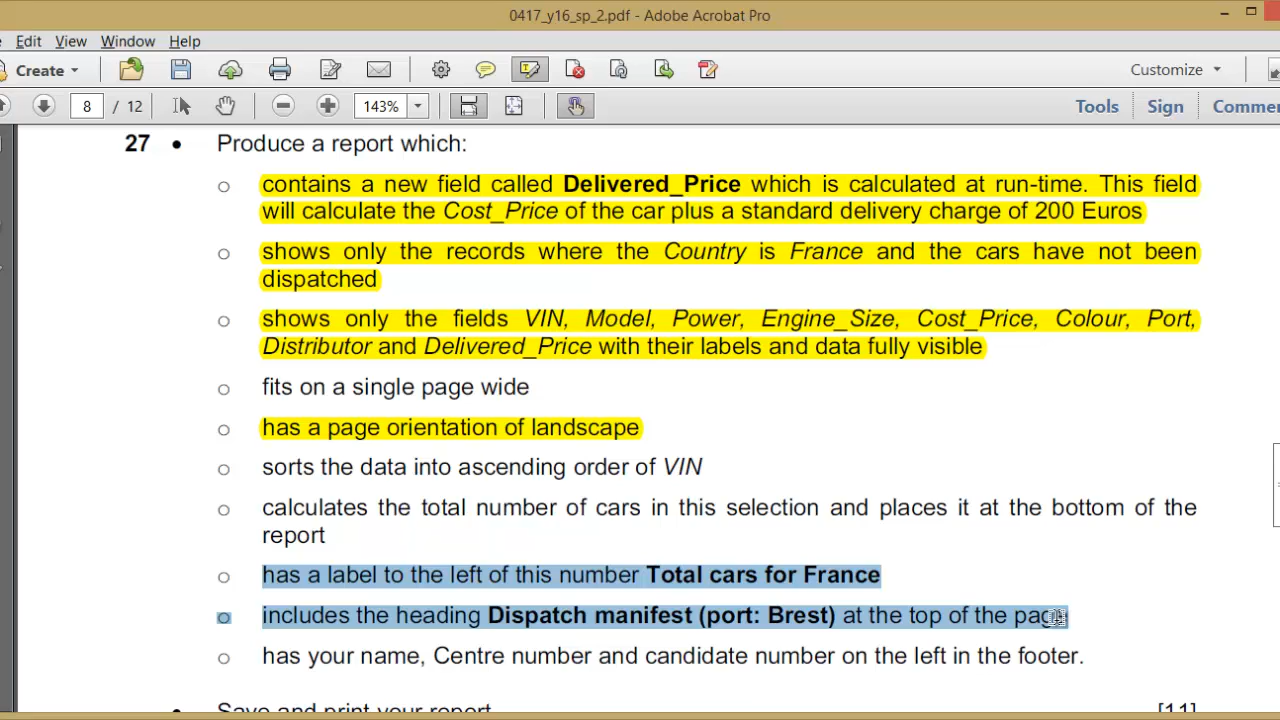 0417_y16_sp_2.pdf - Adobe Acrobat Pro
Edit View Window Help
Create Customize
8 / 12 143% Tools Sign
27 • Produce a report which:
o contains a new field called Delivered_Price which is calculated at run-time. This field
will calculate the Cost_Price of the car plus a standard delivery charge of 200 Euros
o shows only the records where the Country is France and the cars have not been
dispatched
o shows only the fields VIN, Model, Power, Engine_Size, Cost_Price, Colour, Port,
Distributor and Delivered_Price with their labels and data fully visible
o fits on a single page wide
o has a page orientation of landscape
o sorts the data into ascending order of VIN
o calculates the total number of cars in this selection and places it at the bottom of the
report
o has a label to the left of this number Total cars for France
o includes the heading Dispatch manifest (port: Brest) at the top of the page
o has your name, Centre number and candidate number on the left in the footer.
• Save and print your report [11]